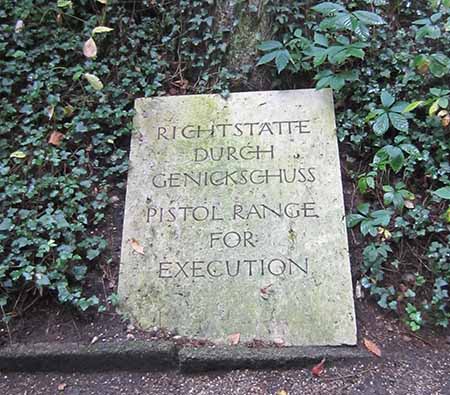 RICHTSTATTE
DURCH
GENICKSCHUSS
PISTOL RANGE
FOR
EXECUTION